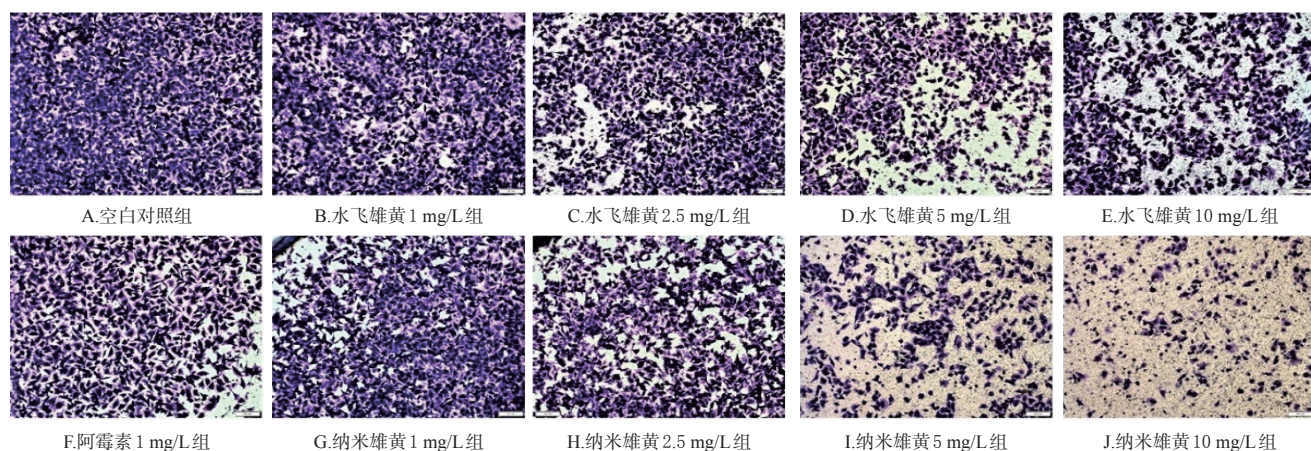 A.空白对照组
B.水飞雄黄 1 mg/L 组
C.水飞雄黄 2.5 mg/L 组
D.水飞雄黄 5 mg/L 组
E.水飞雄黄 10 mg/L 组
F.阿霉素 1 mg/L 组
G.纳米雄黄 1 mg/L 组
H.纳米雄黄 2.5 mg/L 组
I.纳米雄黄 5 mg/L 组
J.纳米雄黄 10 mg/L 组